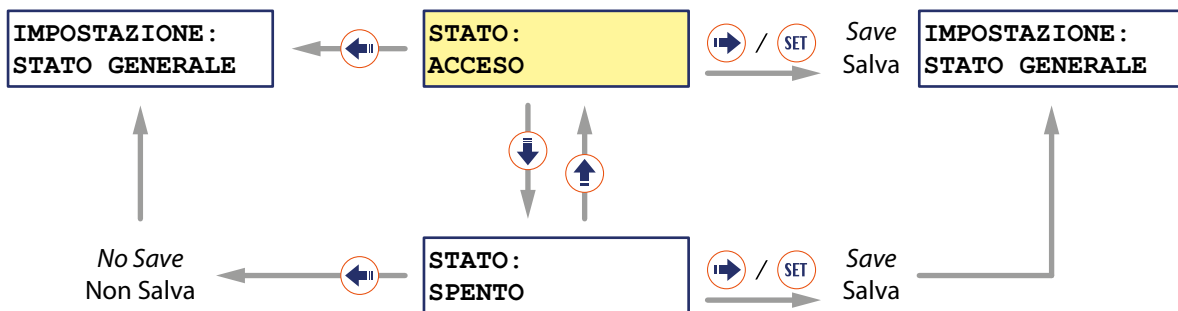 IMPOSTAZIONE:
STATO GENERALE
STATO:
ACCESO
/ SET
Save
Salva
IMPOSTAZIONE:
STATO GENERALE
No Save
Non Salva
STATO:
SPENTO
/ SET
Save
Salva